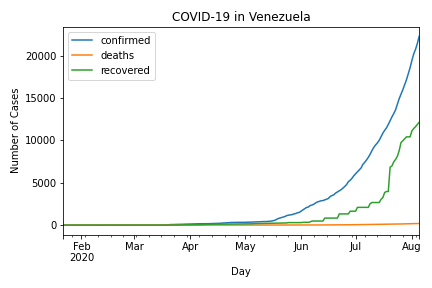 COVID-19 in Venezuela
confirmed
deaths
recovered
Number of Cases
20000
15000
10000
5000
0
Feb Mar Apr May Jun Jul Aug
2020
Day